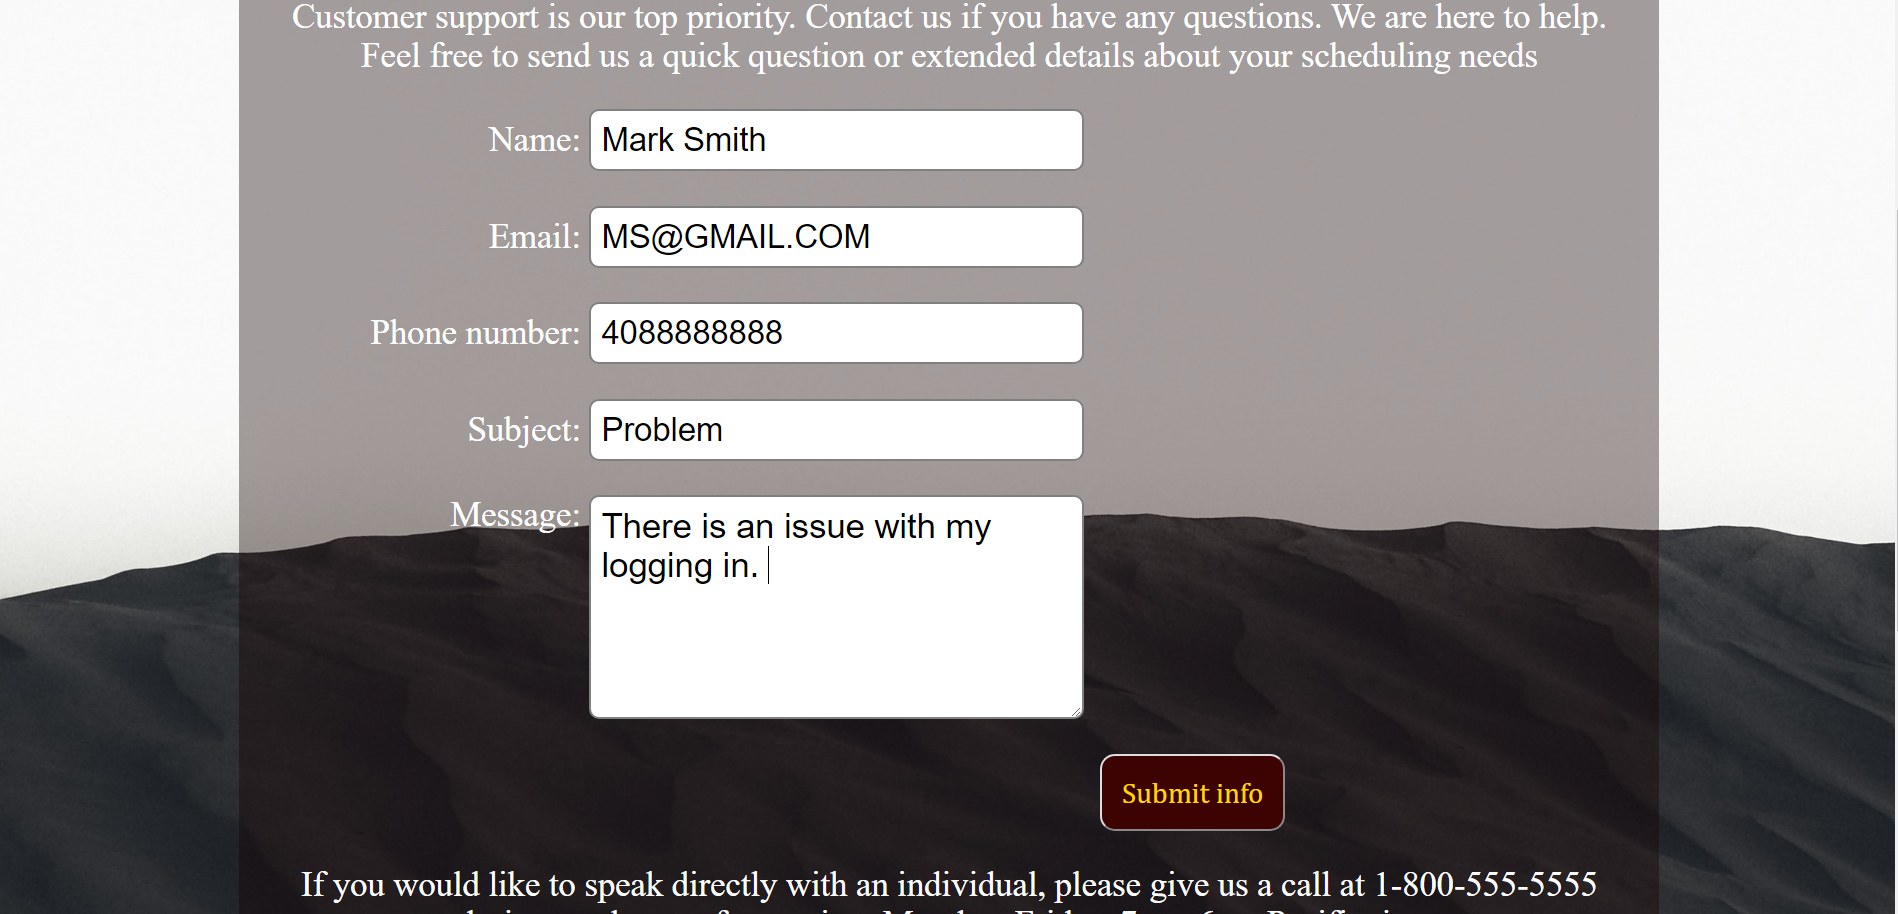 Customer support is our top priority. Contact us if you have any questions. We are here to help.
Feel free to send us a quick question or extended details about your scheduling needs
Name: Mark Smith
Email: MS@GMAIL.COM
Phone number: 4088888888
Subject: Problem
Message: There is an issue with my
logging in.
Submit info
If you would like to speak directly with an individual, please give us a call at 1-800-555-5555